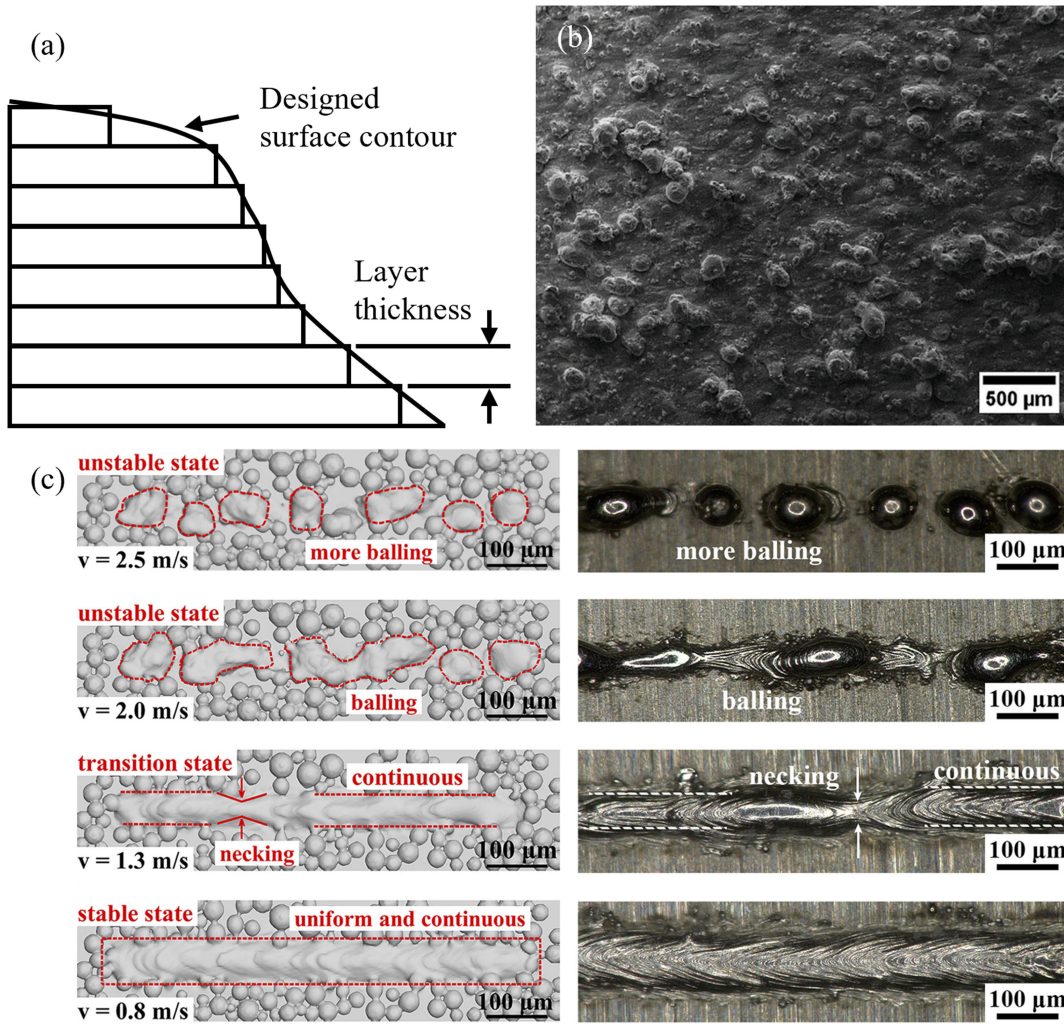 (a)
Designed
surface contour
Layer
thickness
(b)
500 µm
(c)
unstable state
more balling
v = 2.5 m/s
100 µm
more balling
100 µm
unstable state
balling
v = 2.0 m/s
100 µm
balling
100 µm
transition state
continuous
necking
v = 1.3 m/s
100 µm
necking
continuous
100 µm
stable state
uniform and continuous
v = 0.8 m/s
100 µm
100 µm